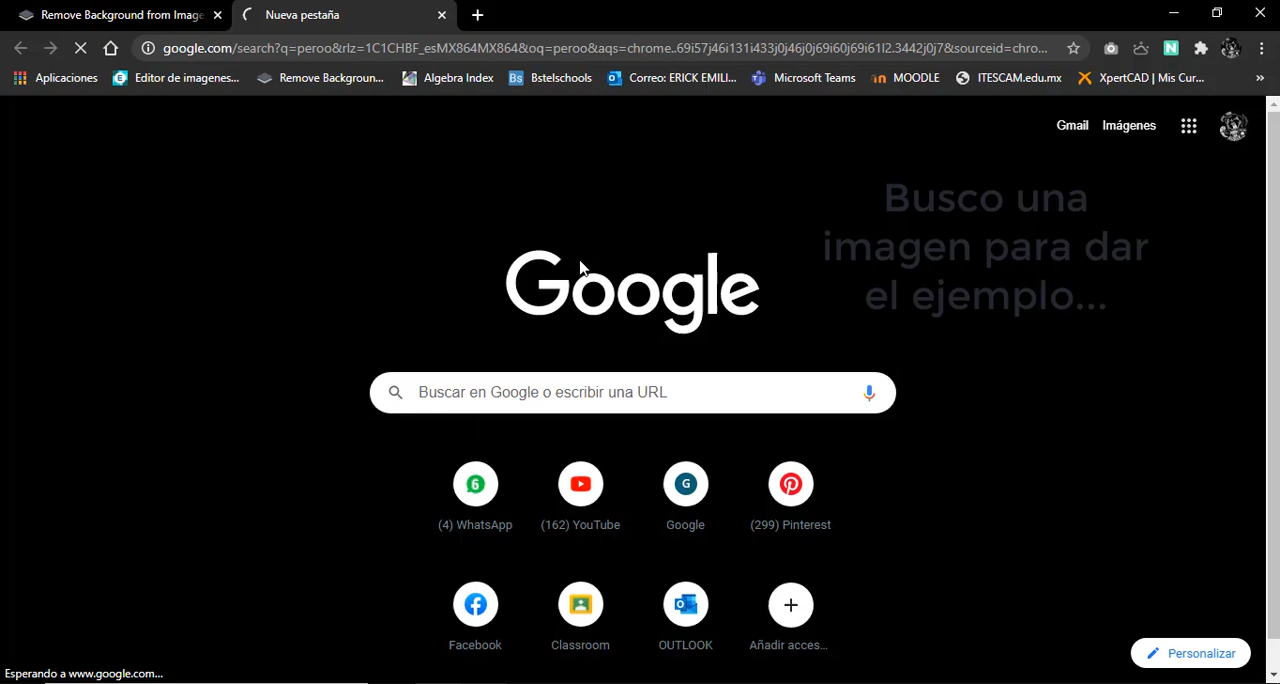 Remove Background from Image
Nueva pestaña
google.com/search?q=peroo&rlz=1C1CHBF_esMX864MX864&oq=peroo&aqs=chrome..69i57j46i131i433j0j46j0j69i60j69i61l2.3442j0j7&sourceid=chro...
Aplicaciones
Editor de imagenes...
Remove Backgroun...
Algebra Index
Bs Bstelschools
Correo: ERICK EMILI...
Microsoft Teams
MOODLE
ITESCAM.edu.mx
XpertCAD | Mis Cur...
»
Gmail Imágenes
Busco una
imagen para dar
el ejemplo...
Google
Buscar en Google o escribir una URL
6
G
(4) WhatsApp
(162) YouTube
Google
(299) Pinterest
Facebook
Classroom
OUTLOOK
Añadir acces...
Personalizar
Esperando a www.google.com...